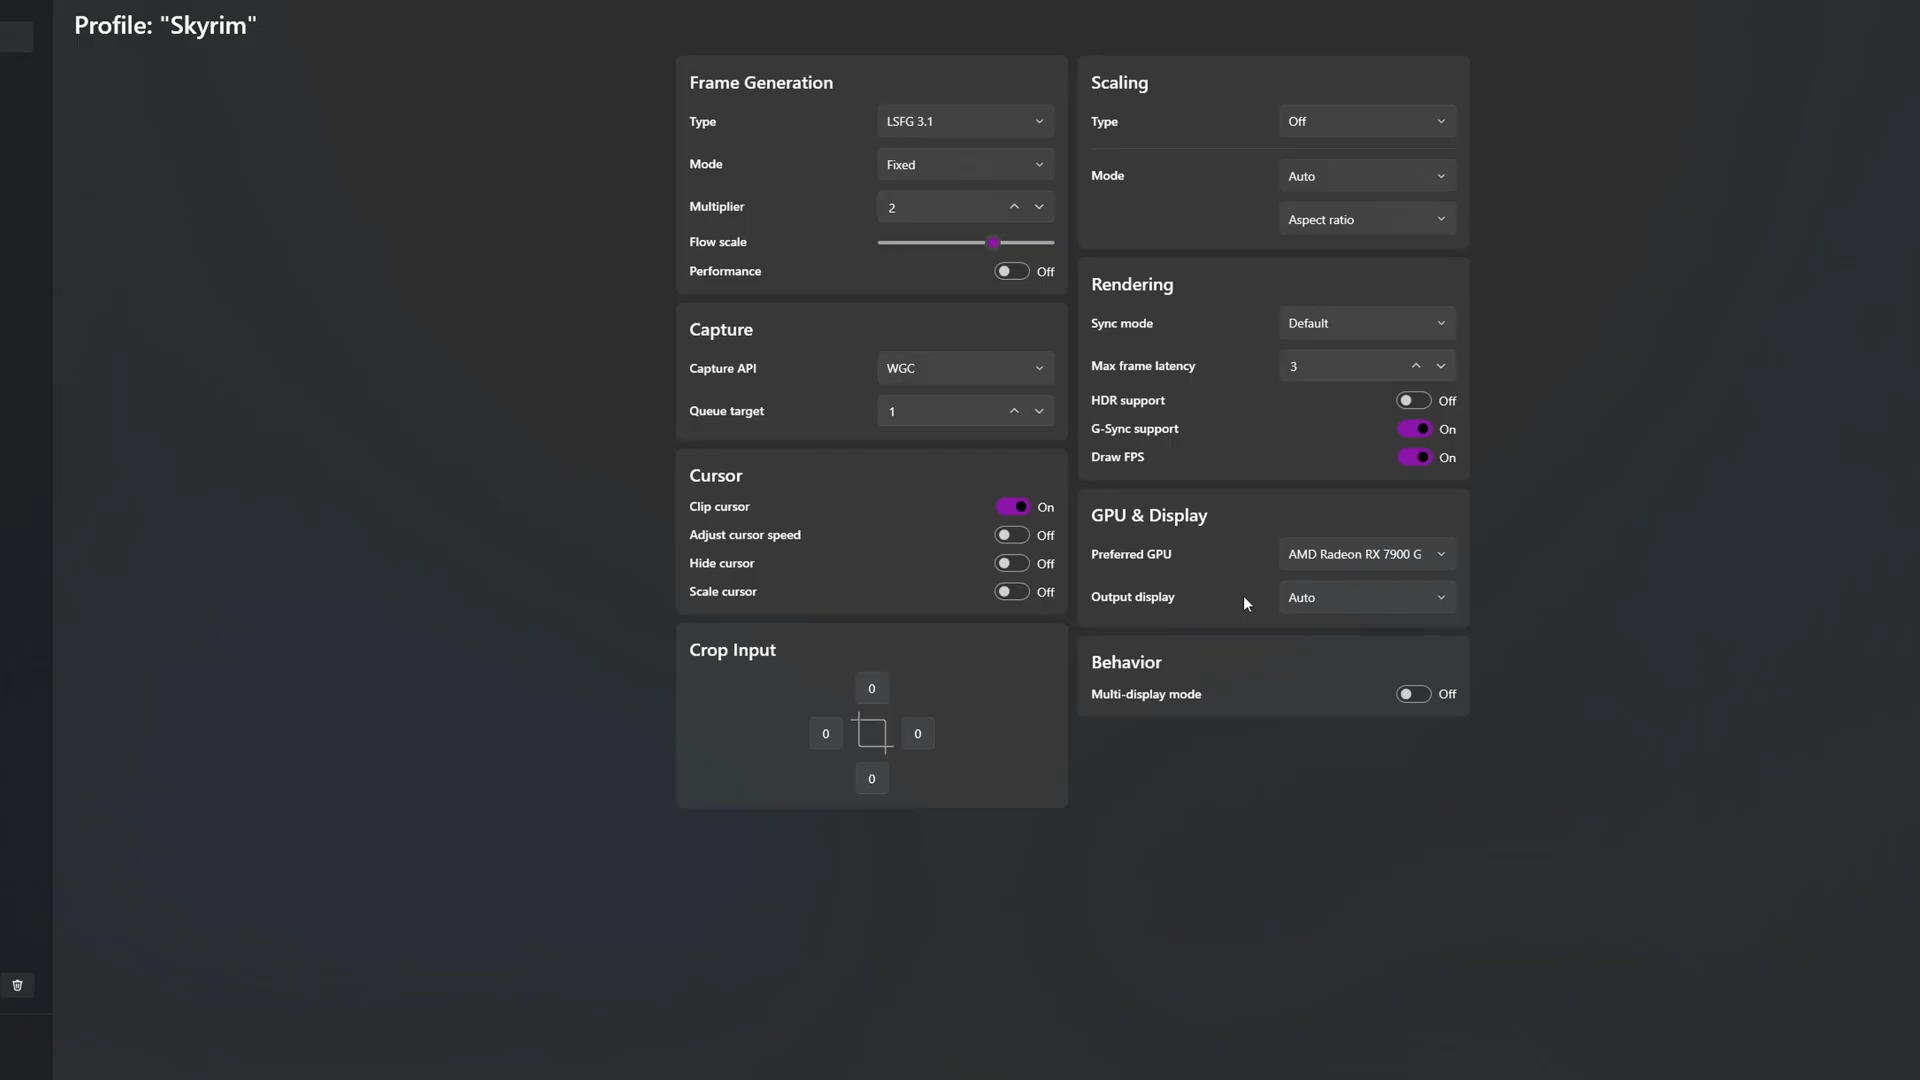 Profile: "Skyrim"
Frame Generation
Type LSFG 3.1
Mode Fixed
Multiplier 2
Flow scale
Performance Off
Capture
Capture API WGC
Queue target 1
Cursor
Clip cursor On
Adjust cursor speed Off
Hide cursor Off
Scale cursor Off
Crop Input
0
0 0
0
Scaling
Type Off
Mode Auto
Aspect ratio
Rendering
Sync mode Default
Max frame latency 3
HDR support Off
G-Sync support On
Draw FPS On
GPU & Display
Preferred GPU AMD Radeon RX 7900 G
Output display Auto
Behavior
Multi-display mode Off